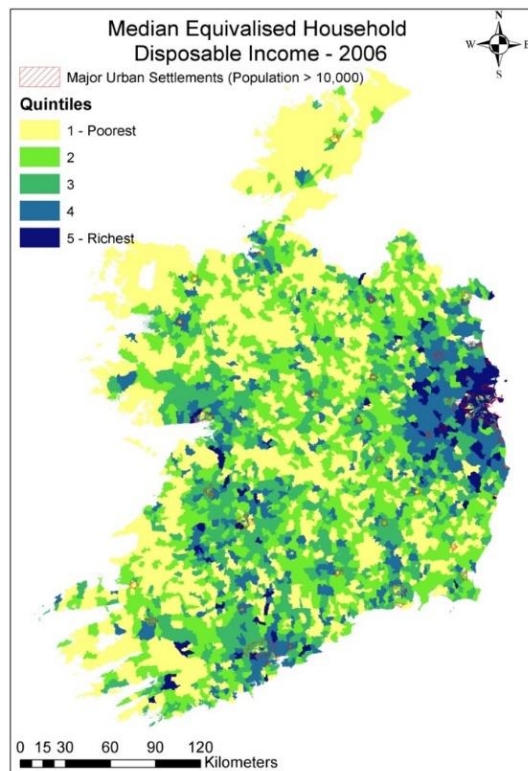 Median Equivalised Household
Disposable Income - 2006
N
W E
S
Major Urban Settlements (Population > 10,000)
Quintiles
1 - Poorest
2
3
4
5 - Richest
0 15 30 60 90 120
Kilometers